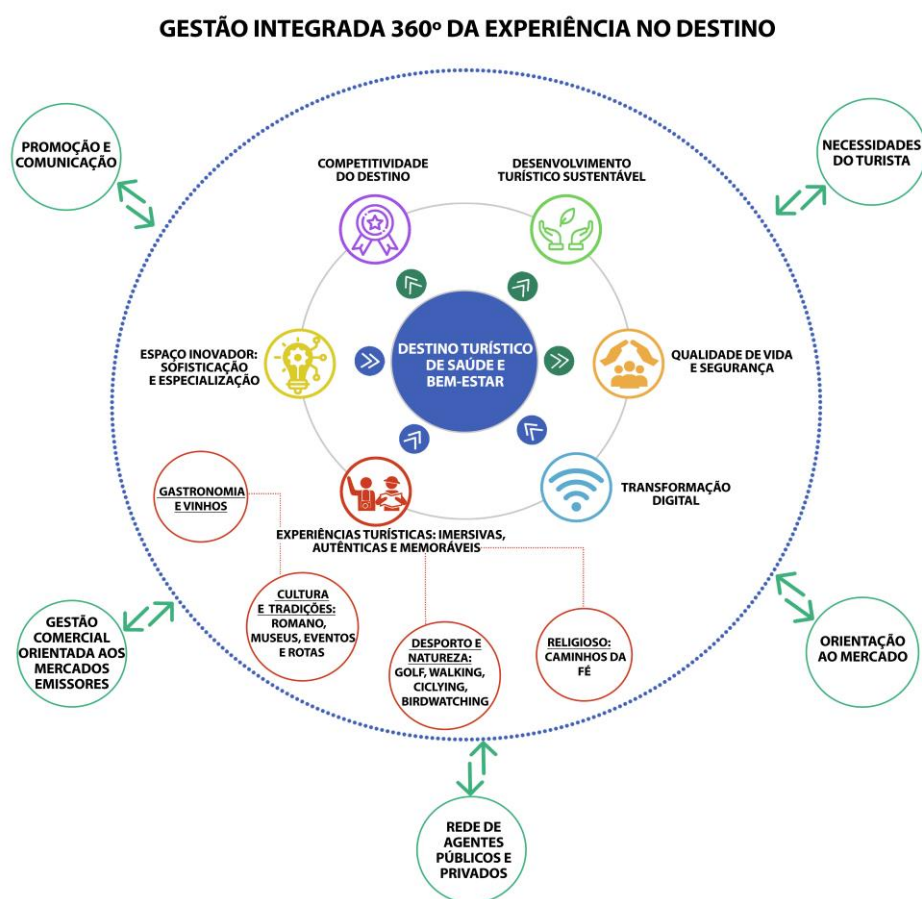 GESTÃO INTEGRADA 360º DA EXPERIÊNCIA NO DESTINO
PROMOÇÃO E
COMUNICAÇÃO
NECESSIDADES
DO TURISTA
COMPETITIVIDADE
DO DESTINO
DESENVOLVIMENTO
TURÍSTICO SUSTENTÁVEL
ESPAÇO INOVADOR:
SOFISTICAÇÃO
E ESPECIALIZAÇÃO
DESTINO TURÍSTICO
DE SAÚDE E
BEM-ESTAR
QUALIDADE DE VIDA
E SEGURANÇA
GASTRONOMIA
E VINHOS
TRANSFORMAÇÃO
DIGITAL
EXPERIÊNCIAS TURÍSTICAS: IMERSIVAS,
AUTÊNTICAS E MEMORÁVEIS
CULTURA
E TRADIÇÕES:
ROMANO,
MUSEUS, EVENTOS
E ROTAS
DESPORTO E
NATUREZA:
GOLF, WALKING,
CICLYING,
BIRDWATCHING
RELIGIOSO:
CAMINHOS DA
FÉ
GESTÃO
COMERCIAL
ORIENTADA AOS
MERCADOS
EMISSORES
ORIENTAÇÃO
AO MERCADO
REDE DE
AGENTES
PÚBLICOS E
PRIVADOS